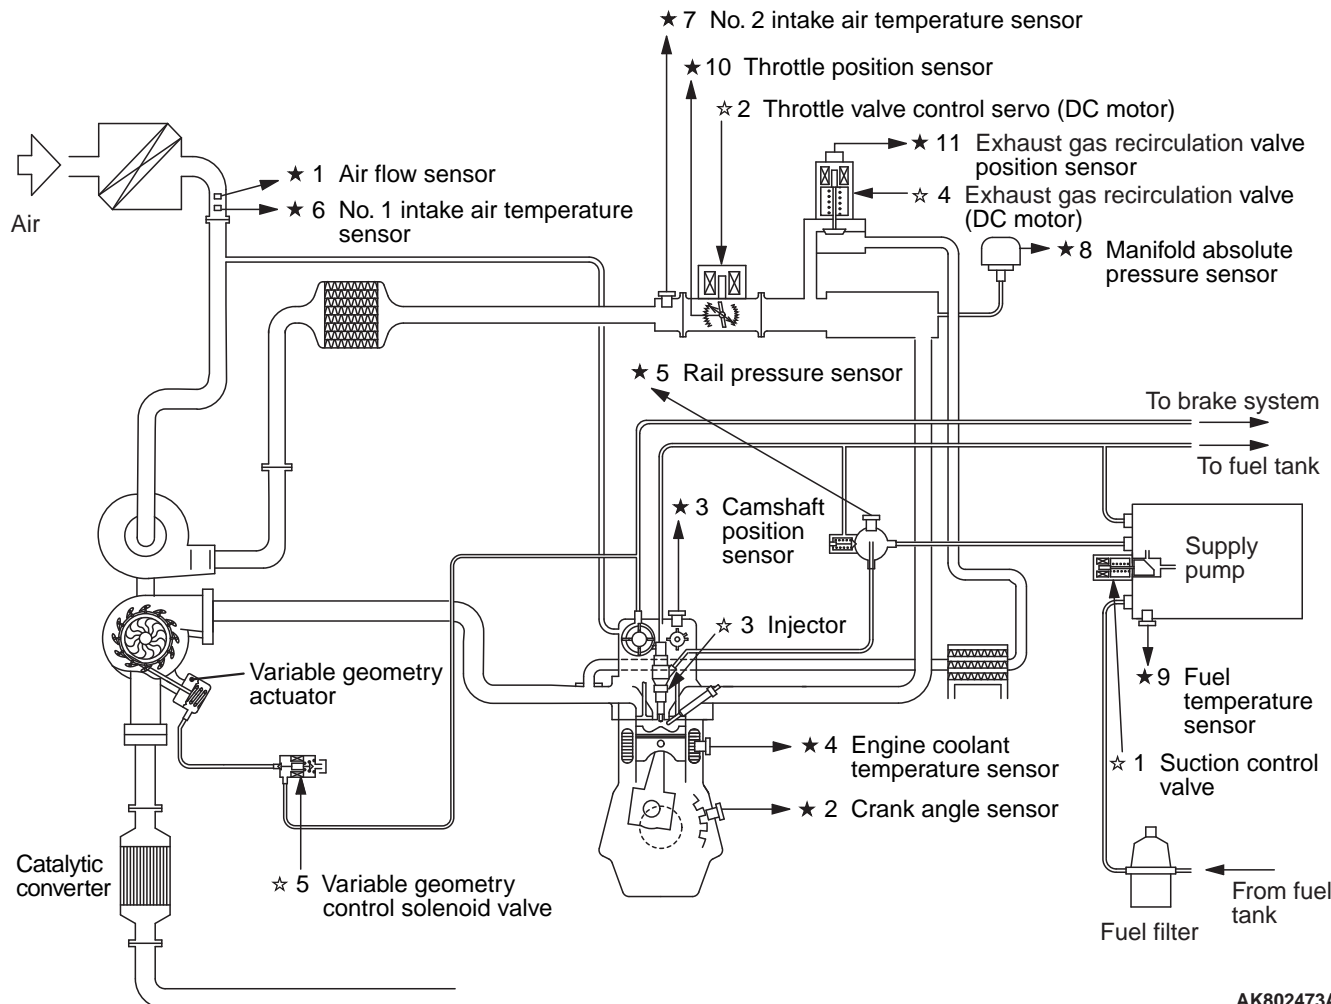 ★ 7 No. 2 intake air temperature sensor
★ 10 Throttle position sensor
☆ 2 Throttle valve control servo (DC motor)
★ 11 Exhaust gas recirculation valve
position sensor
☆ 4 Exhaust gas recirculation valve
(DC motor)
★ 8 Manifold absolute
pressure sensor
★ 1 Air flow sensor
★ 6 No. 1 intake air temperature
sensor
Air
★ 5 Rail pressure sensor
To brake system
To fuel tank
★ 3 Camshaft
position
sensor
Supply
pump
☆ 3 Injector
Variable geometry
actuator
★ 9 Fuel
temperature
sensor
★ 4 Engine coolant
temperature sensor
☆ 1 Suction control
valve
★ 2 Crank angle sensor
Catalytic
converter
☆ 5 Variable geometry
control solenoid valve
From fuel
tank
Fuel filter
AK802473